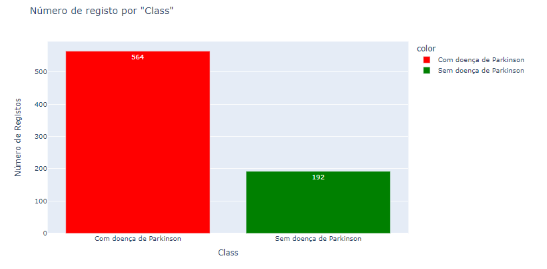 Número de registo por "Class"
color
Com doença de Parkinson
Sem doença de Parkinson
Número de Registos
500
400
300
200
100
0
564
192
Com doença de Parkinson
Sem doença de Parkinson
Class